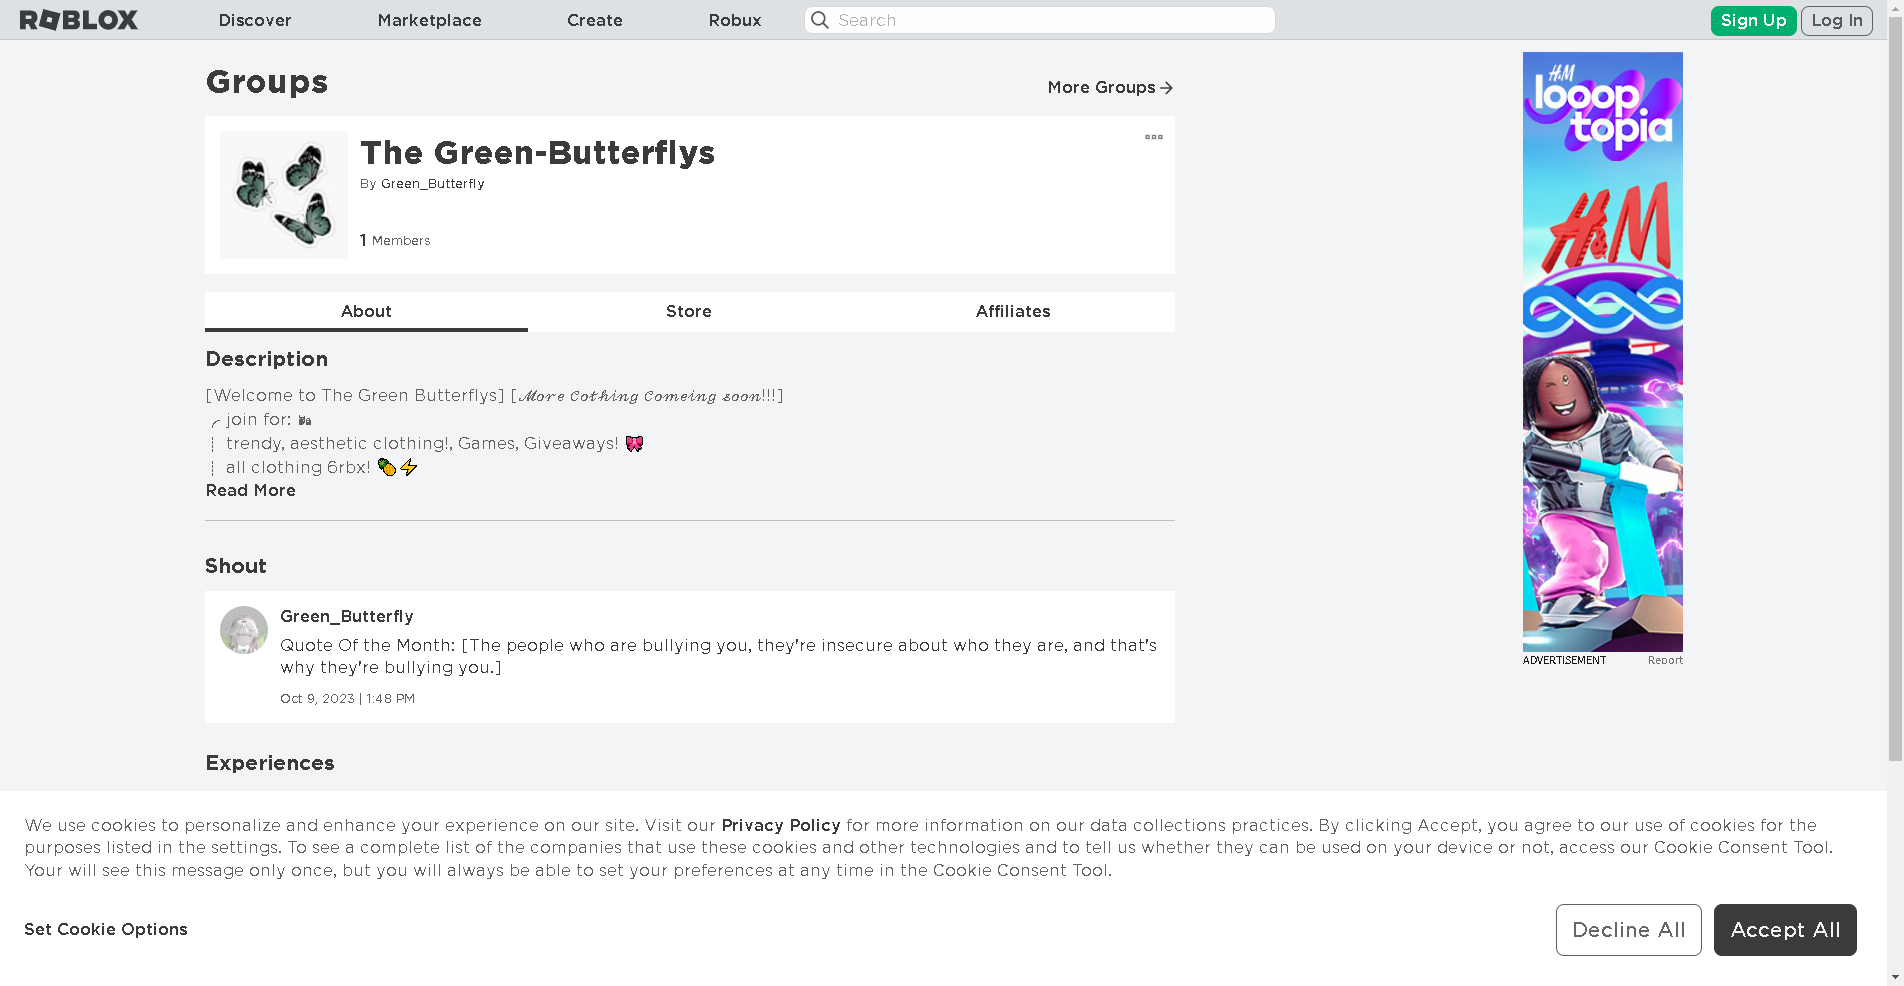 ROBLOX
Discover
Marketplace
Create
Robux
Search
Sign Up
Log In
Groups
More Groups
The Green-Butterflys
By Green_Butterfly
1 Members
About
Store
Affiliates
Description
[Welcome to The Green Butterflys] [𝓜𝓸𝓻𝓮 𝓒𝓸𝓽𝓱𝓲𝓷𝓰 𝓒𝓸𝓶𝓮𝓲𝓷𝓰 𝓼𝓸𝓸𝓷!!!]
╭ join for: 🌬
┊ trendy, aesthetic clothing!, Games, Giveaways! 🎀
┊ all clothing 6rbx! 🍍⚡
Read More
Shout
Green_Butterfly
Quote Of the Month: [The people who are bullying you, they're insecure about who they are, and that's
why they're bullying you.]
Oct 9, 2023 | 1:48 PM
Experiences
H&M
looop
topia
H&M
ADVERTISEMENT
Report
We use cookies to personalize and enhance your experience on our site. Visit our Privacy Policy for more information on our data collections practices. By clicking Accept, you agree to our use of cookies for the
purposes listed in the settings. To see a complete list of the companies that use these cookies and other technologies and to tell us whether they can be used on your device or not, access our Cookie Consent Tool.
Your will see this message only once, but you will always be able to set your preferences at any time in the Cookie Consent Tool.
Set Cookie Options
Decline All
Accept All